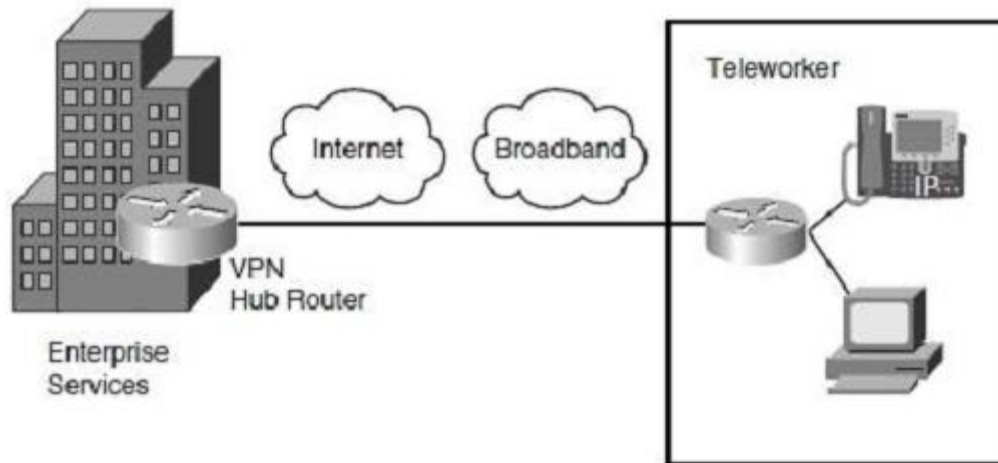 Teleworker
Internet
Broadband
IP
VPN
Hub Router
Enterprise
Services